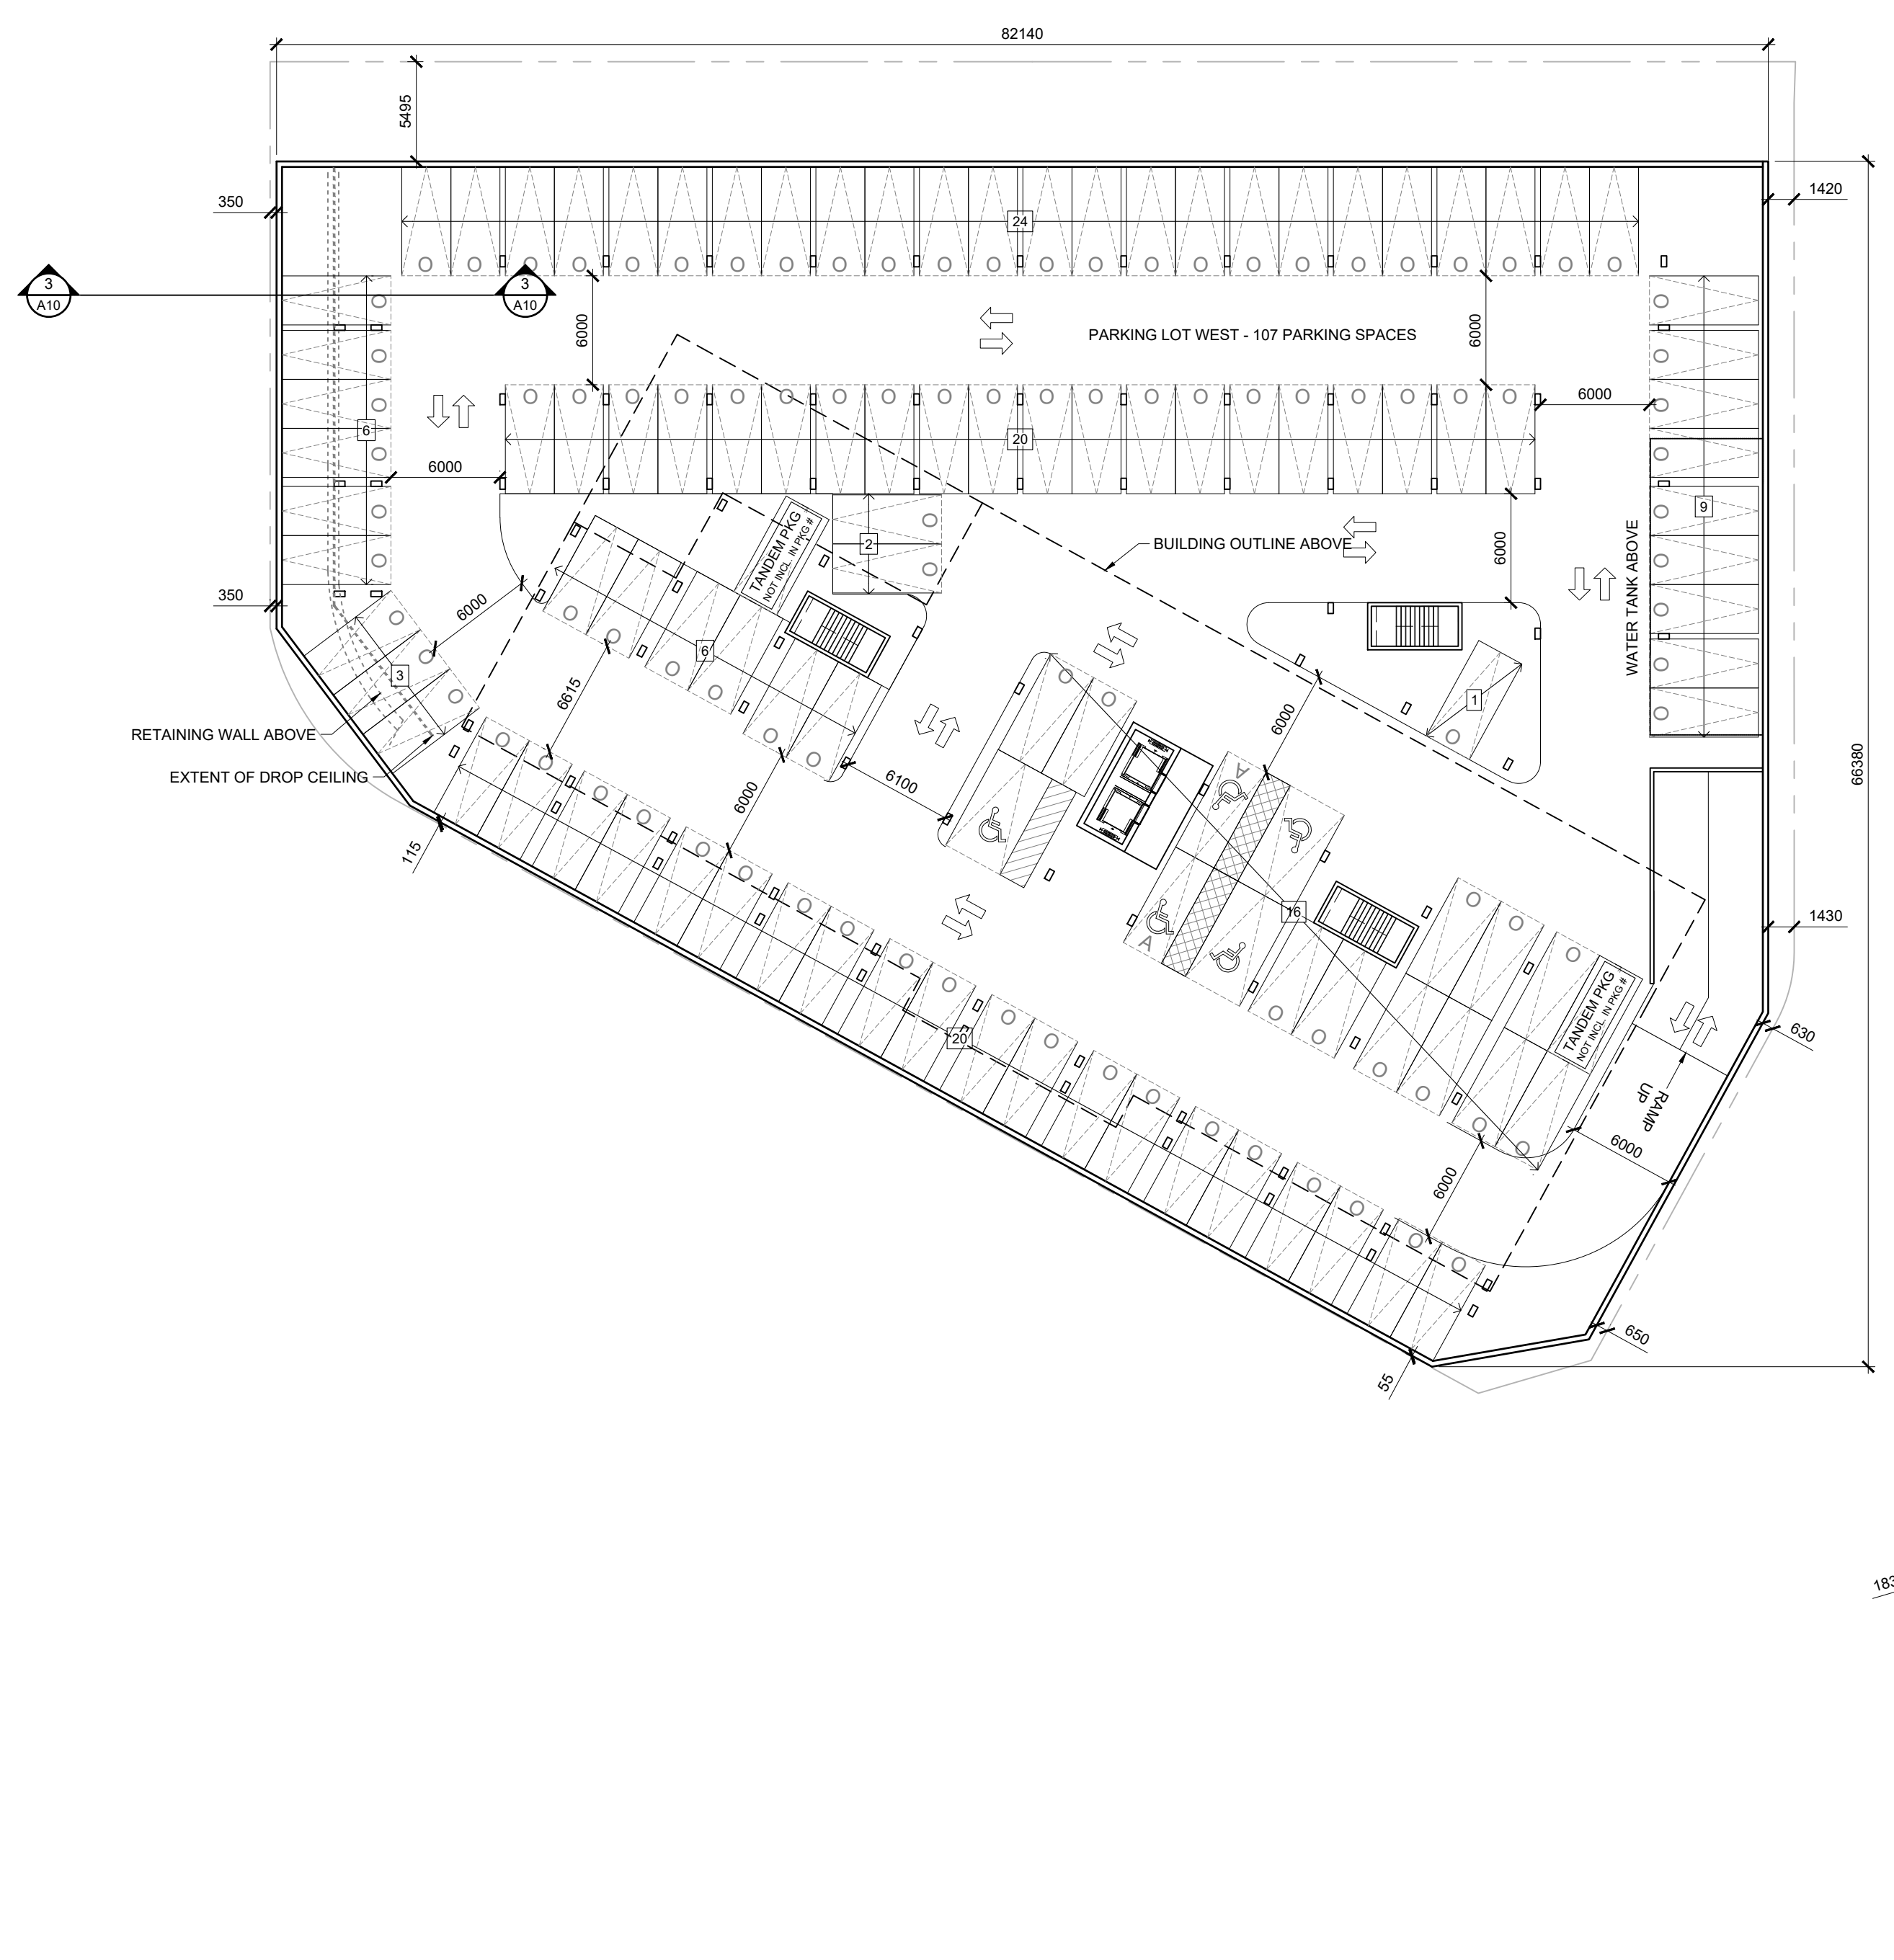 82140
5495
350
1420
24
3
A10
3
A10
6000
6000
PARKING LOT WEST - 107 PARKING SPACES
6000
6
20
6000
9
TANDEM PKG
NOT INCL. IN PKG #
2
BUILDING OUTLINE ABOVE
6000
WATER TANK ABOVE
350
6000
6
3
6615
6000
1
RETAINING WALL ABOVE
EXTENT OF DROP CEILING
6000
6100
66380
115
A
A
16
1430
TANDEM PKG
NOT INCL. IN PKG #
20
630
RAMP
UP
6000
6000
650
55
183